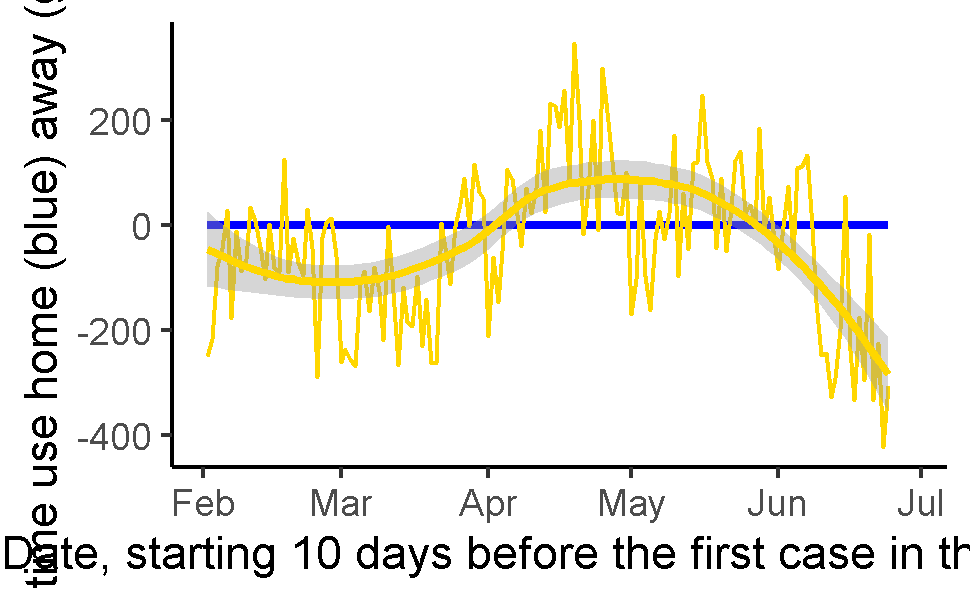 time use home (blue) away (
200
0
-200
-400
Feb Mar Apr May Jun Jul
Date, starting 10 days before the first case in th